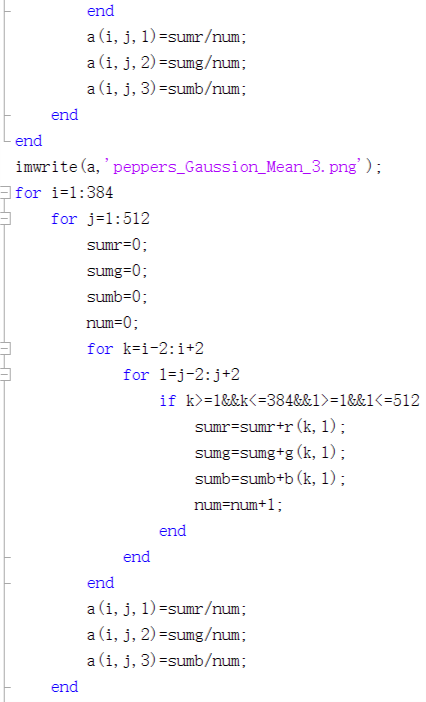 end
a(i,j,1)=sumr/num;
a(i,j,2)=sumg/num;
a(i,j,3)=sumb/num;
end
end
imwrite(a,'peppers_Gaussion_Mean_3.png');
for i=1:384
for j=1:512
sumr=0;
sumg=0;
sumb=0;
num=0;
for k=i-2:i+2
for l=j-2:j+2
if k>=1&&k<=384&&l>=1&&l<=512
sumr=sumr+r(k,l);
sumg=sumg+g(k,l);
sumb=sumb+b(k,l);
num=num+1;
end
end
end
a(i,j,1)=sumr/num;
a(i,j,2)=sumg/num;
a(i,j,3)=sumb/num;
end